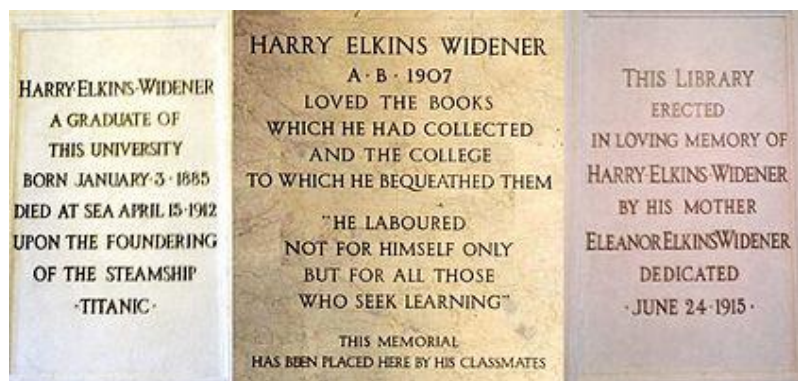 HARRY·ELKINS·WIDENER
A GRADUATE OF
THIS UNIVERSITY
BORN JANUARY·3·1885
DIED AT SEA APRIL 15·1912
UPON THE FOUNDERING
OF THE STEAMSHIP
·TITANIC·
HARRY ELKINS WIDENER
A·B·1907
LOVED THE BOOKS
WHICH HE HAD COLLECTED
AND THE COLLEGE
TO WHICH HE BEQUEATHED THEM
"HE LABOURED
NOT FOR HIMSELF ONLY
BUT FOR ALL THOSE
WHO SEEK LEARNING"
THIS MEMORIAL
HAS BEEN PLACED HERE BY HIS CLASSMATES
THIS LIBRARY
ERECTED
IN LOVING MEMORY OF
HARRY·ELKINS·WIDENER
BY HIS MOTHER
ELEANOR ELKINS WIDENER
DEDICATED
·JUNE 24·1915·